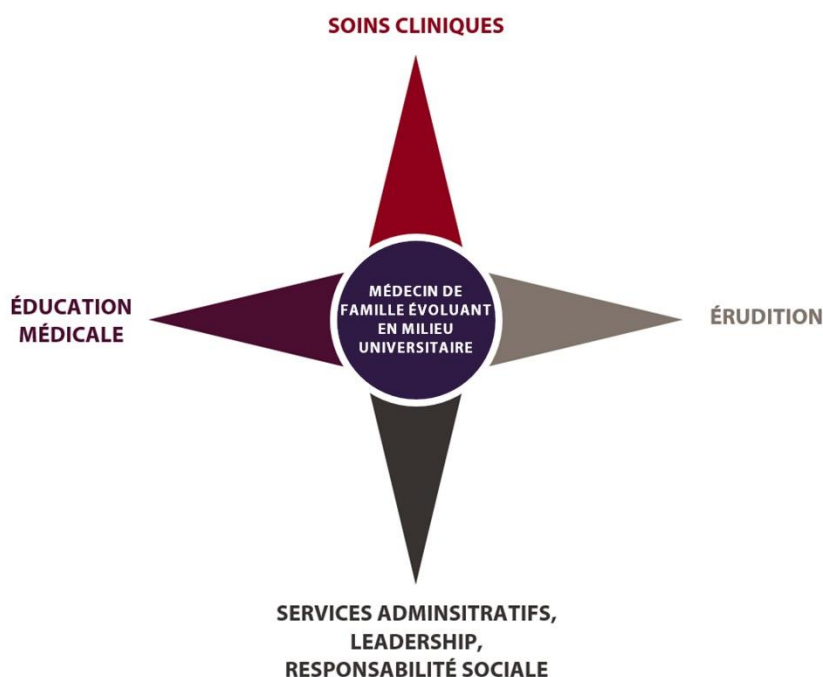 SOINS CLINIQUES
ÉDUCATION
MÉDICALE
MÉDECIN DE
FAMILLE ÉVOLUANT
EN MILIEU
UNIVERSITAIRE
ÉRUDITION
SERVICES ADMINSITRATIFS,
LEADERSHIP,
RESPONSABILITÉ SOCIALE